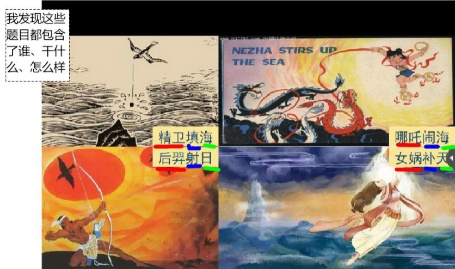 我发现这些
题目都包含
了谁、干什
么、怎么样
NEZHA STIRS UP
THE SEA
精卫填海
后羿射日
哪吒闹海
女娲补天